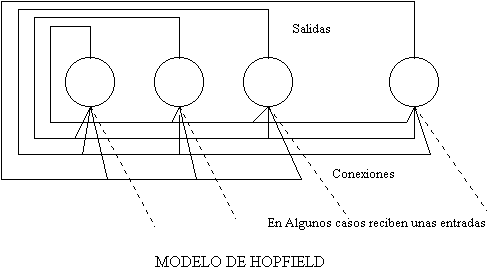 Salidas
Conexiones
En Algunos casos reciben unas entradas
MODELO DE HOPFIELD